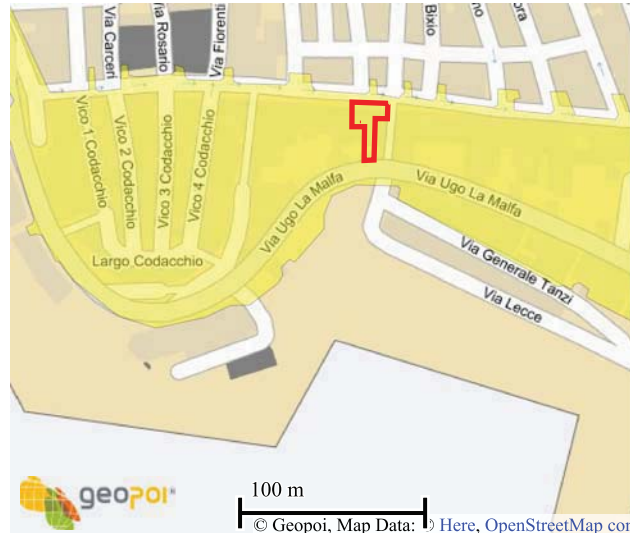 Via Carceri
Via Rosario
Via Fiorenti
Bixio
Vico 1 Codacchio
Vico 2 Codacchio
Vico 3 Codacchio
Vico 4 Codacchio
Via Ugo La Malfa
Via Ugo La Malfa
Largo Codacchio
Via Generale Tanzi
Via Lecce
geopoi
100 m
© Geopoi, Map Data: © Here, OpenStreetMap con